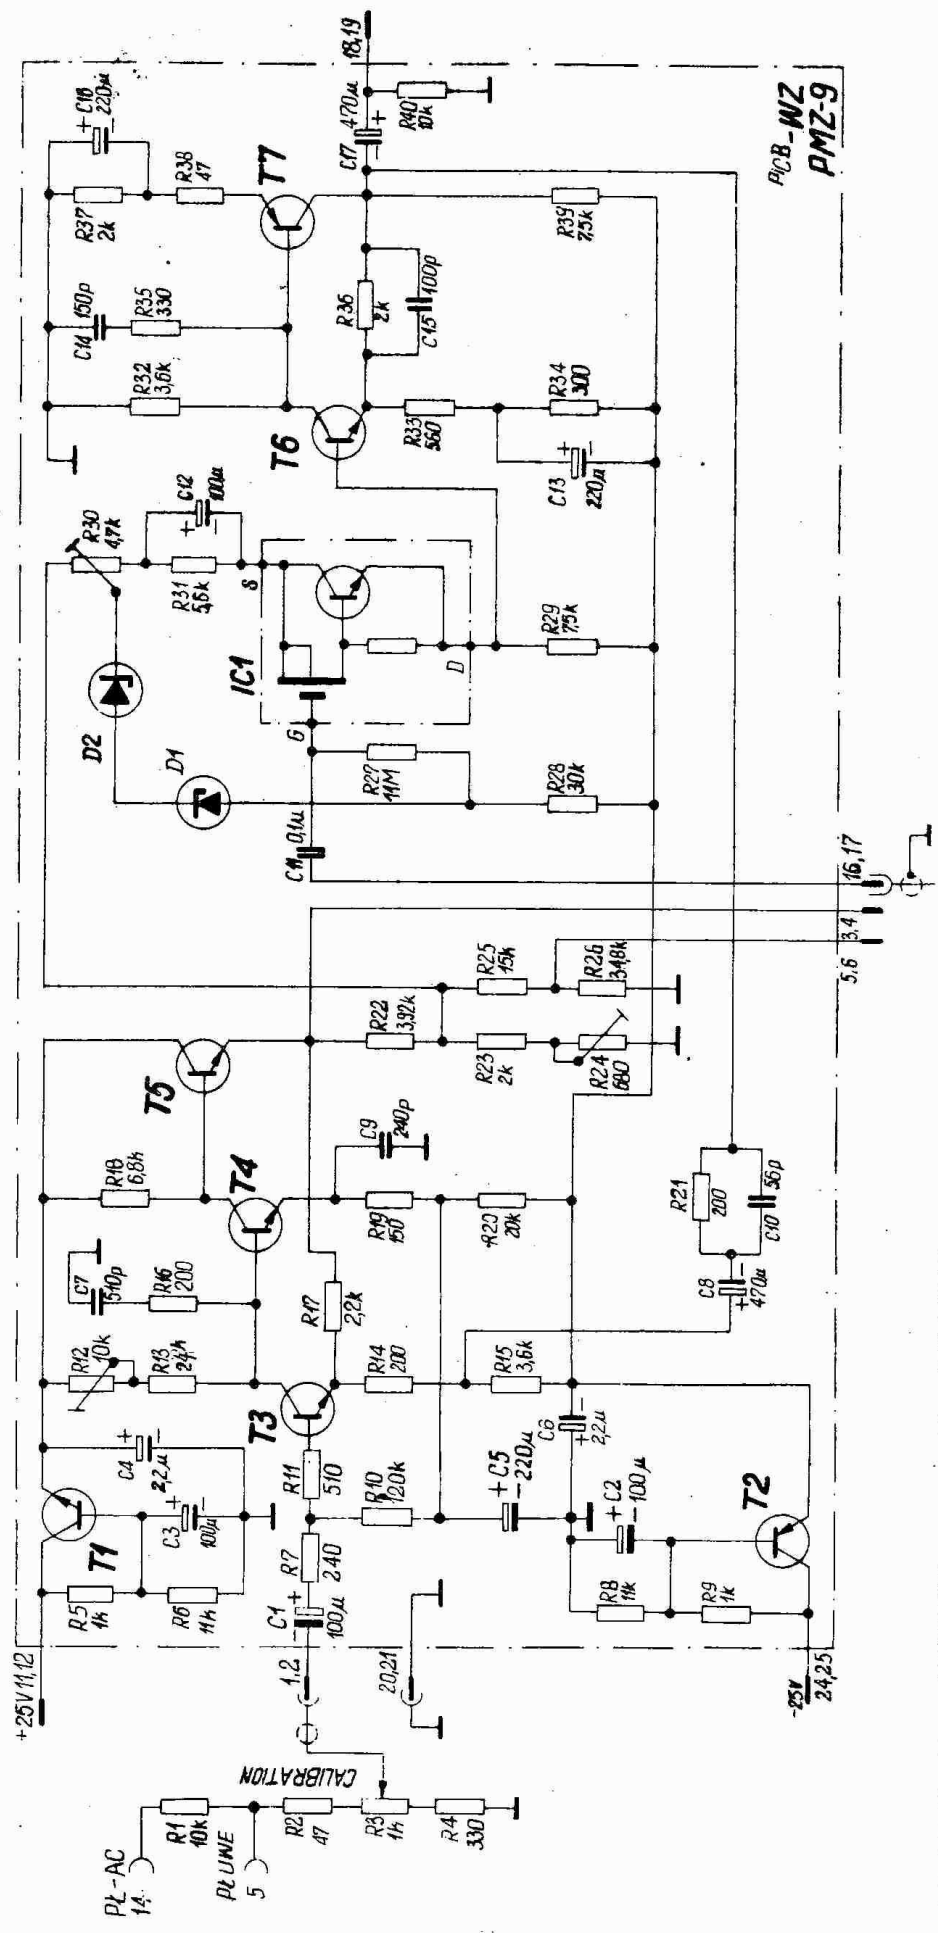 PŁ-AC
14
R1
10k
PŁUWE
5
R2
47
CALIBRATION
R3
1k
R4
330
+25V 11,12
1,2
20,21
-25V
24,25
R5
1k
R6
11k
T1
C3
100µ
C4
2,2µ
C1
100µ
R7
240
R11
510
R10
120k
T3
R12
10k
R13
24k
C7
510p
R16
200
R18
6,8k
T4
T5
R17
2,2k
R14
200
R15
3,6k
R19
150
R20
20k
C9
240p
C5
220µ
C6
2,2µ
C2
100µ
R8
11k
R9
1k
T2
C8
470µ
R21
200
C10
56p
R22
3,92k
R23
2k
R24
680
R25
15k
R26
34,8k
5,6
3,4
16,17
C11
0,1µ
D1
D2
R27
11M
R28
30k
IC1
G
S
D
R29
7,5k
R30
4,7k
R31
5,6k
C12
100µ
T6
R32
3,6k
C14
150p
R35
330
R33
560
R34
300
C13
220µ
R36
2k
C15
100p
T7
R37
2k
C16
220µ
R38
47
R39
7,5k
C17
470µ
R40
10k
18,19
PICB-WZ
PMZ-9